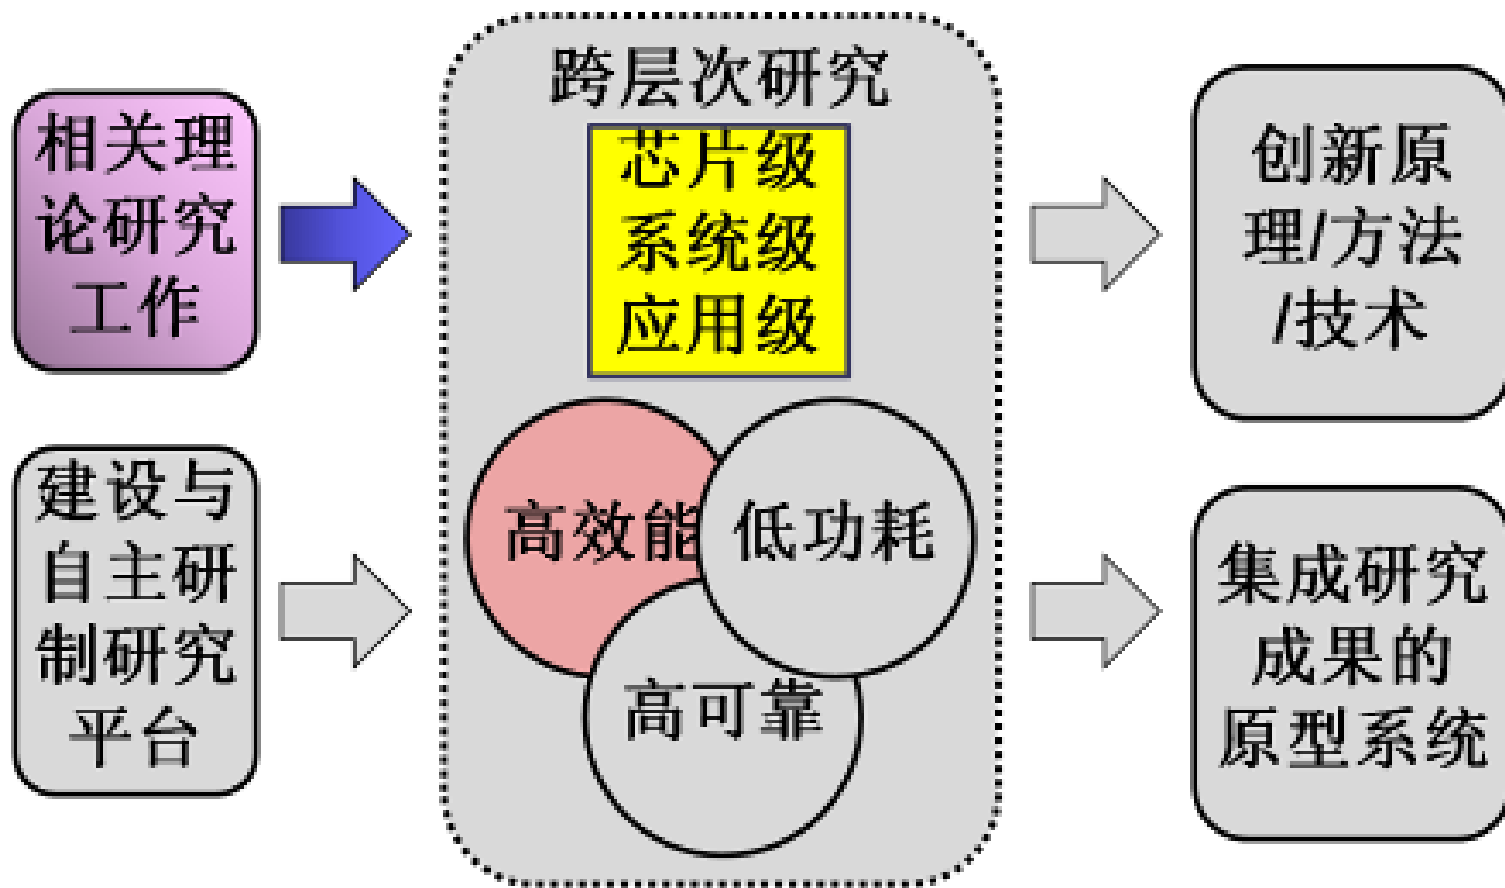 相关理
论研究
工作
建设与
自主研
制研究
平台
跨层次研究
芯片级
系统级
应用级
高效能
低功耗
高可靠
创新原
理/方法
/技术
集成研究
成果的
原型系统